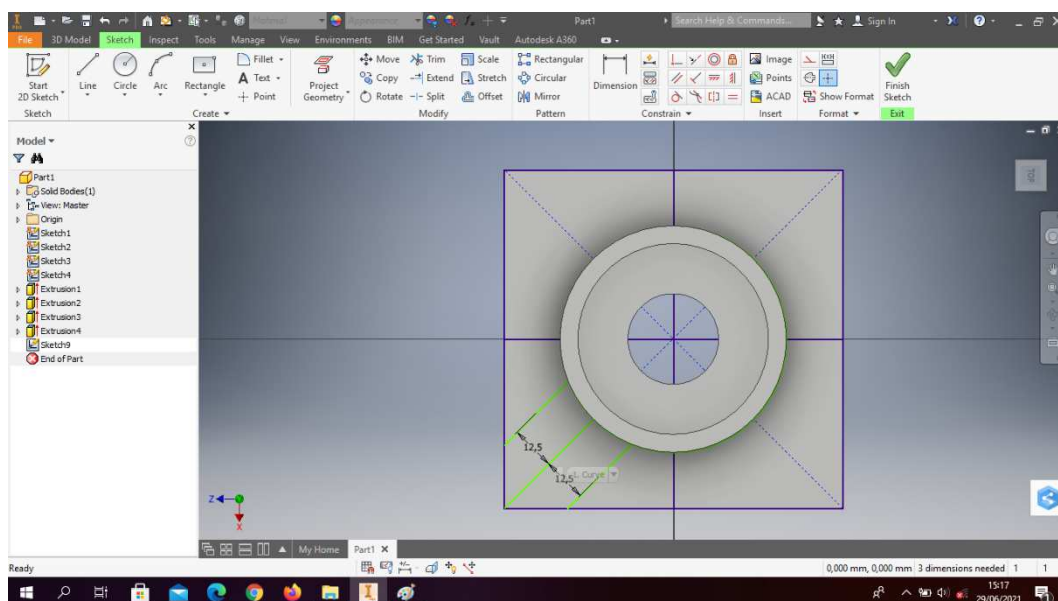 Material
Appearance
Part1
Search Help & Commands...
Sign In
File 3D Model Sketch Inspect Tools Manage View Environments BIM Get Started Vault Autodesk A360
Start 2D Sketch
Line
Circle
Arc
Rectangle
Fillet
Text
Point
Project Geometry
Move Trim Scale
Copy Extend Stretch
Rotate Split Offset
Rectangular
Circular
Mirror
Dimension
Image
Points
ACAD
Show Format
Finish Sketch
Sketch Create Modify Pattern Constrain Insert Format Exit
Model
Part1
Solid Bodies(1)
View: Master
Origin
Sketch1
Sketch2
Sketch3
Sketch4
Extrusion1
Extrusion2
Extrusion3
Extrusion4
Sketch9
End of Part
12,5
12,5
1. Curve
Z
X
My Home Part1
Ready
0,000 mm, 0,000 mm 3 dimensions needed 1 1
15:17
29/06/2021